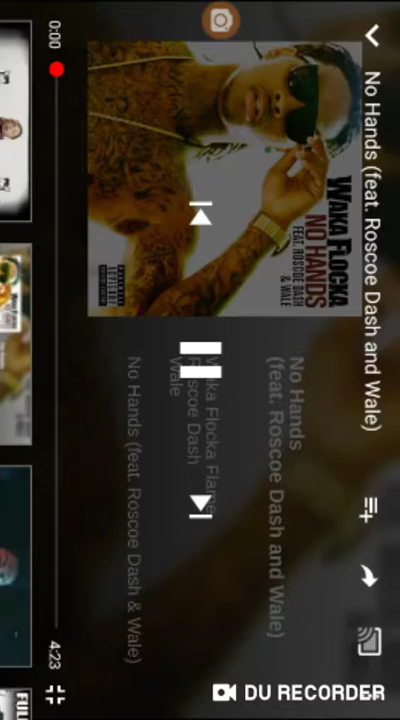 No Hands (feat. Roscoe Dash and Wale)
WAKA FLOCKA
NO HANDS
FEAT. ROSCOE DASH
& WALE
No Hands
(feat. Roscoe Dash and Wale)
Waka Flocka Flame
Roscoe Dash
Wale
No Hands (feat. Roscoe Dash & Wale)
0:00
4:23
DU RECORDER
FULL